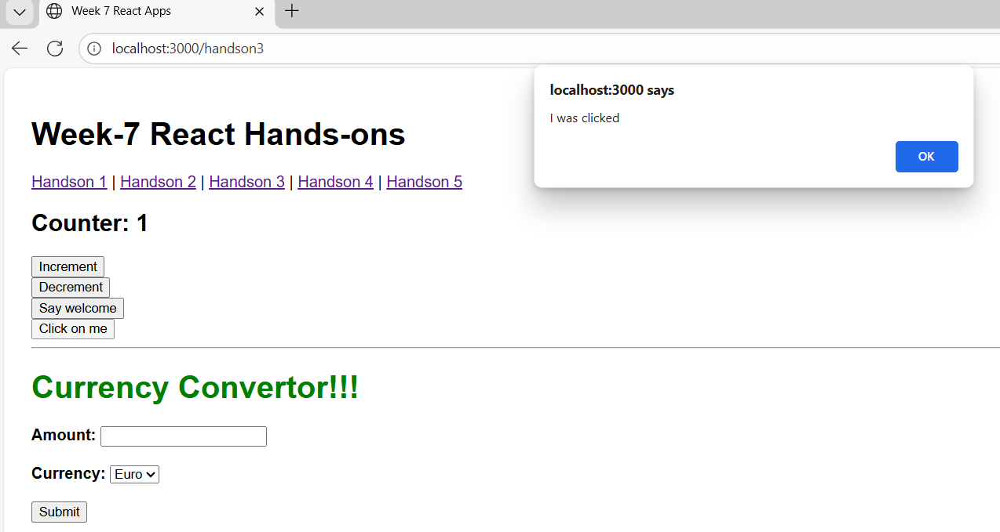 Week 7 React Apps
localhost:3000/handson3
localhost:3000 says
I was clicked
OK
Week-7 React Hands-ons
Handson 1 | Handson 2 | Handson 3 | Handson 4 | Handson 5
Counter: 1
Increment
Decrement
Say welcome
Click on me
Currency Convertor!!!
Amount:
Currency: Euro
Submit